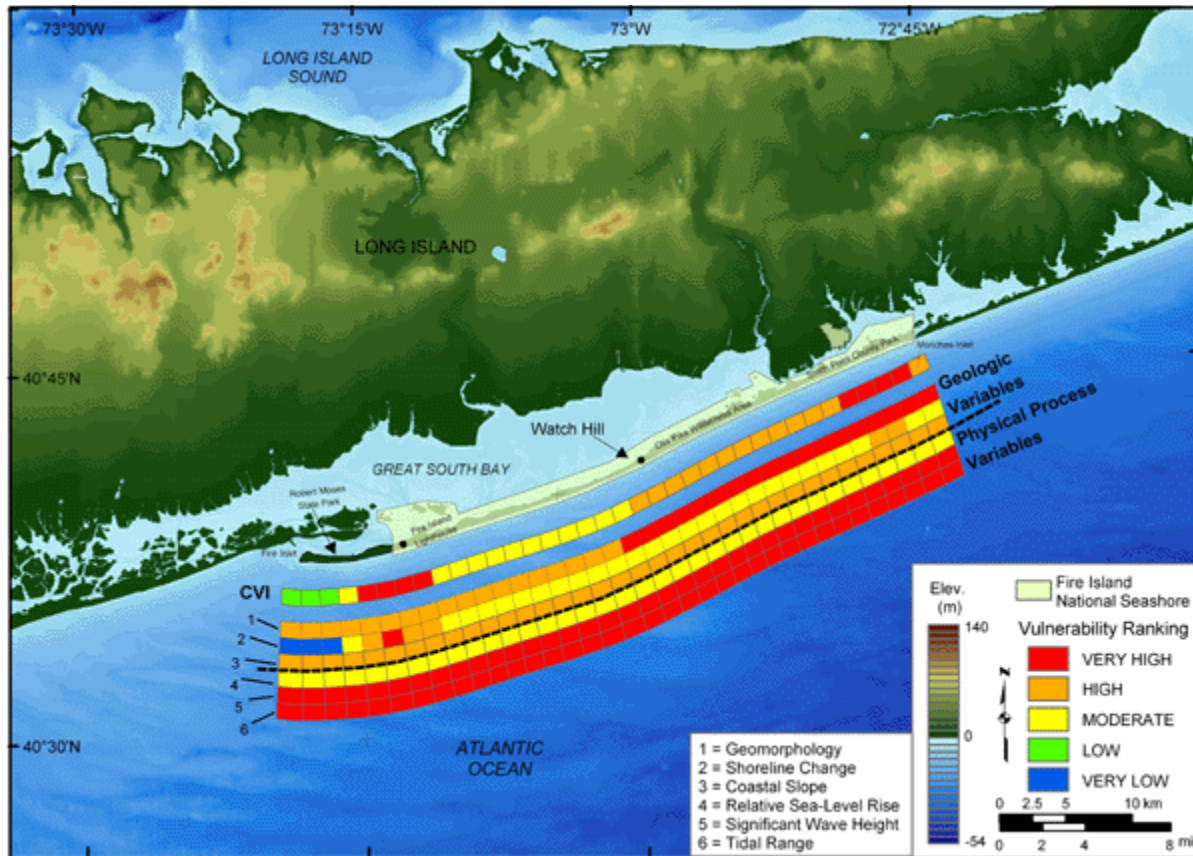 73°30'W
73°15'W
73°W
72°45'W
LONG ISLAND
SOUND
LONG ISLAND
40°45'N
Moriches Inlet
Geologic
Variables
Physical Process
Variables
Watch Hill
GREAT SOUTH BAY
Robert Moses
State Park
Fire Island
Lighthouse
Fire Inlet
CVI
1
2
3
4
5
6
40°30'N
ATLANTIC
OCEAN
1 = Geomorphology
2 = Shoreline Change
3 = Coastal Slope
4 = Relative Sea-Level Rise
5 = Significant Wave Height
6 = Tidal Range
Elev.
(m)
140
0
-54
Fire Island
National Seashore
Vulnerability Ranking
VERY HIGH
HIGH
MODERATE
LOW
VERY LOW
N
0 2.5 5 10 km
0 2 4 8 mi